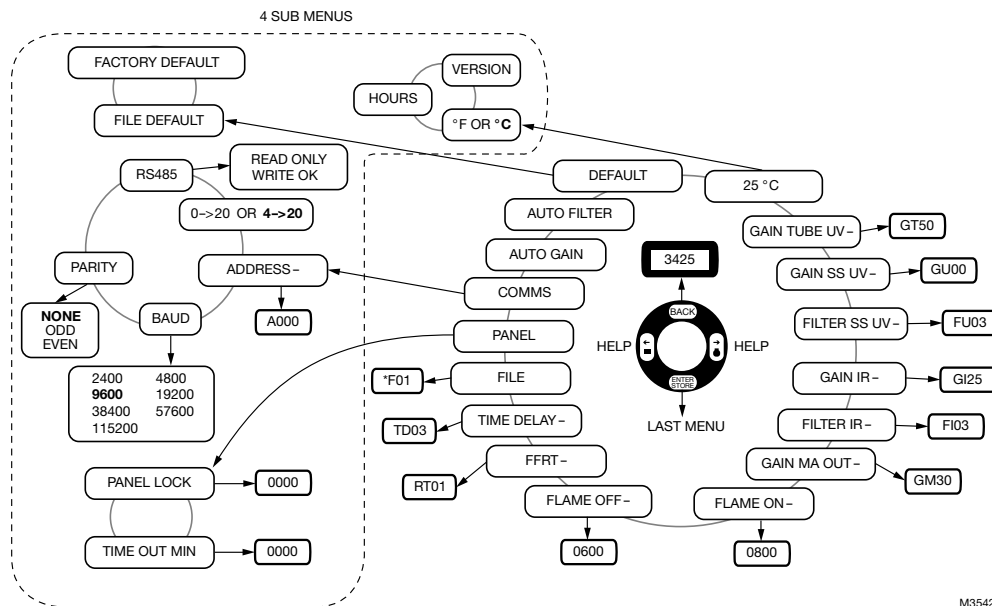 4 SUB MENUS
FACTORY DEFAULT
FILE DEFAULT
VERSION
HOURS
°F OR °C
RS485
READ ONLY
WRITE OK
0–>20 OR 4–>20
PARITY
ADDRESS–
NONE
ODD
EVEN
BAUD
A000
2400 4800
9600 19200
38400 57600
115200
PANEL LOCK
0000
TIME OUT MIN
0000
DEFAULT
AUTO FILTER
AUTO GAIN
COMMS
PANEL
FILE
*F01
TIME DELAY–
TD03
FFRT–
RT01
FLAME OFF–
0600
3425
BACK
HELP
HELP
ENTER
STORE
LAST MENU
25 °C
GAIN TUBE UV–
GT50
GAIN SS UV–
GU00
FILTER SS UV–
FU03
GAIN IR–
GI25
FILTER IR–
FI03
GAIN MA OUT–
GM30
FLAME ON–
0800
M3542